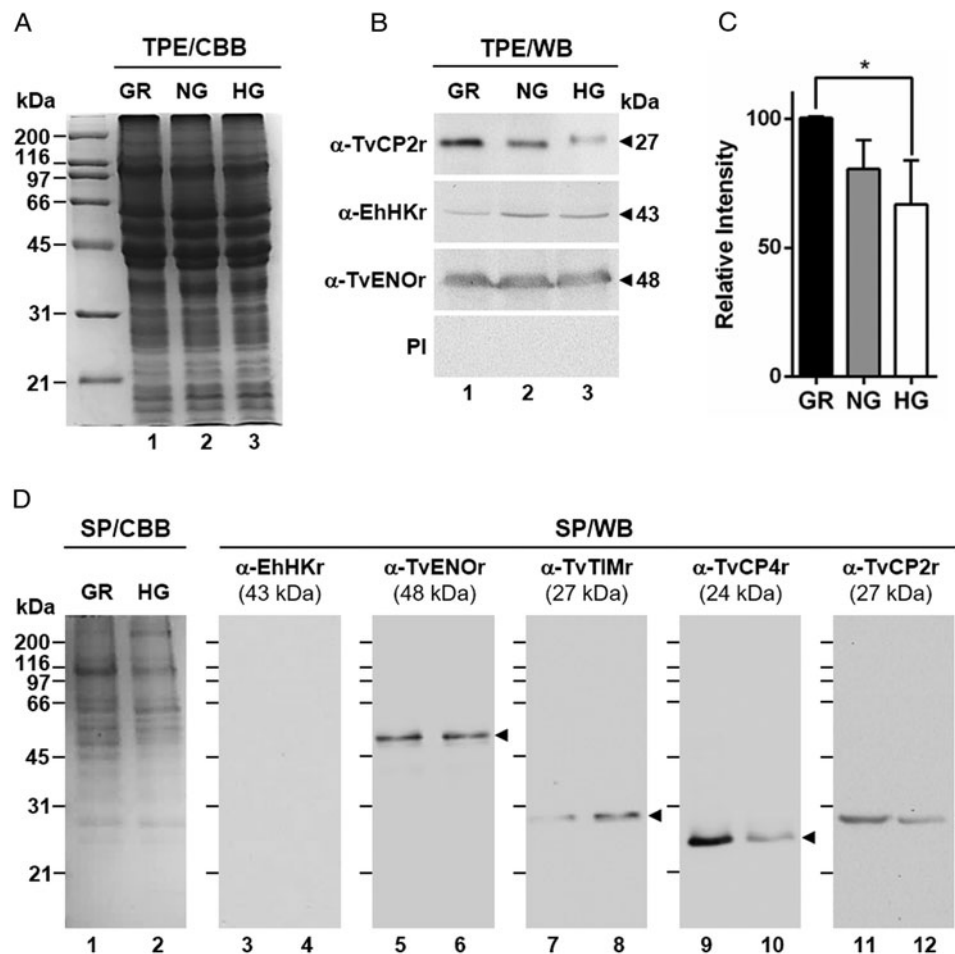 A
TPE/CBB
kDa
GR NG HG
200
116
97
66
45
31
21
1 2 3
B
TPE/WB
GR NG HG kDa
α-TvCP2r 27
α-EhHKr 43
α-TvENOr 48
PI
1 2 3
C
*
Relative Intensity
100
50
0
GR NG HG
D
SP/CBB
SP/WB
GR HG
kDa
200
116
97
66
45
31
21
α-EhHKr
(43 kDa)
α-TvENOr
(48 kDa)
α-TvTIMr
(27 kDa)
α-TvCP4r
(24 kDa)
α-TvCP2r
(27 kDa)
1 2 3 4 5 6 7 8 9 10 11 12